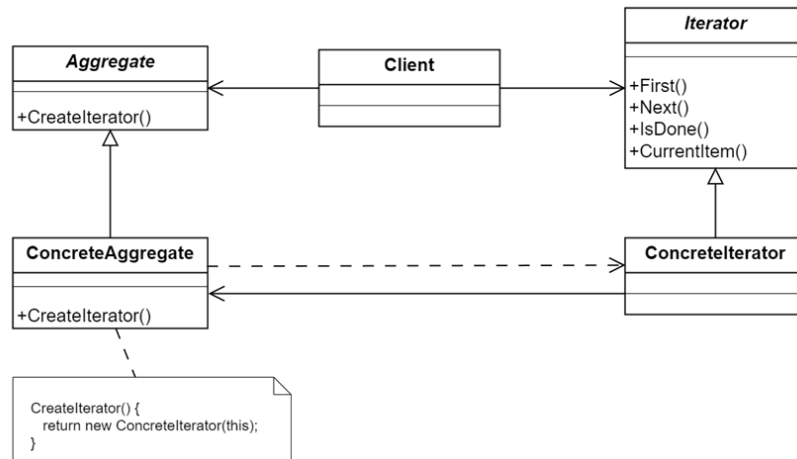 Aggregate
+CreateIterator()
Client
Iterator
+First()
+Next()
+IsDone()
+CurrentItem()
ConcreteAggregate
+CreateIterator()
ConcreteIterator
CreateIterator() {
return new ConcreteIterator(this);
}